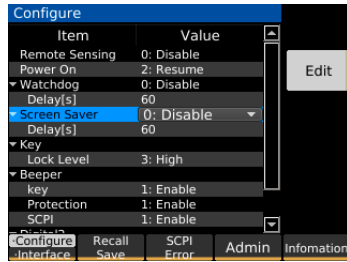 Configure
Item Value
Remote Sensing 0: Disable
Power On 2: Resume
Edit
Watchdog 0: Disable
Delay[s] 60
Screen Saver 0: Disable
Delay[s] 60
Key
Lock Level 3: High
Beeper
key 1: Enable
Protection 1: Enable
SCPI 1: Enable
·Configure Recall SCPI Admin Infomation
·Interface Save Error